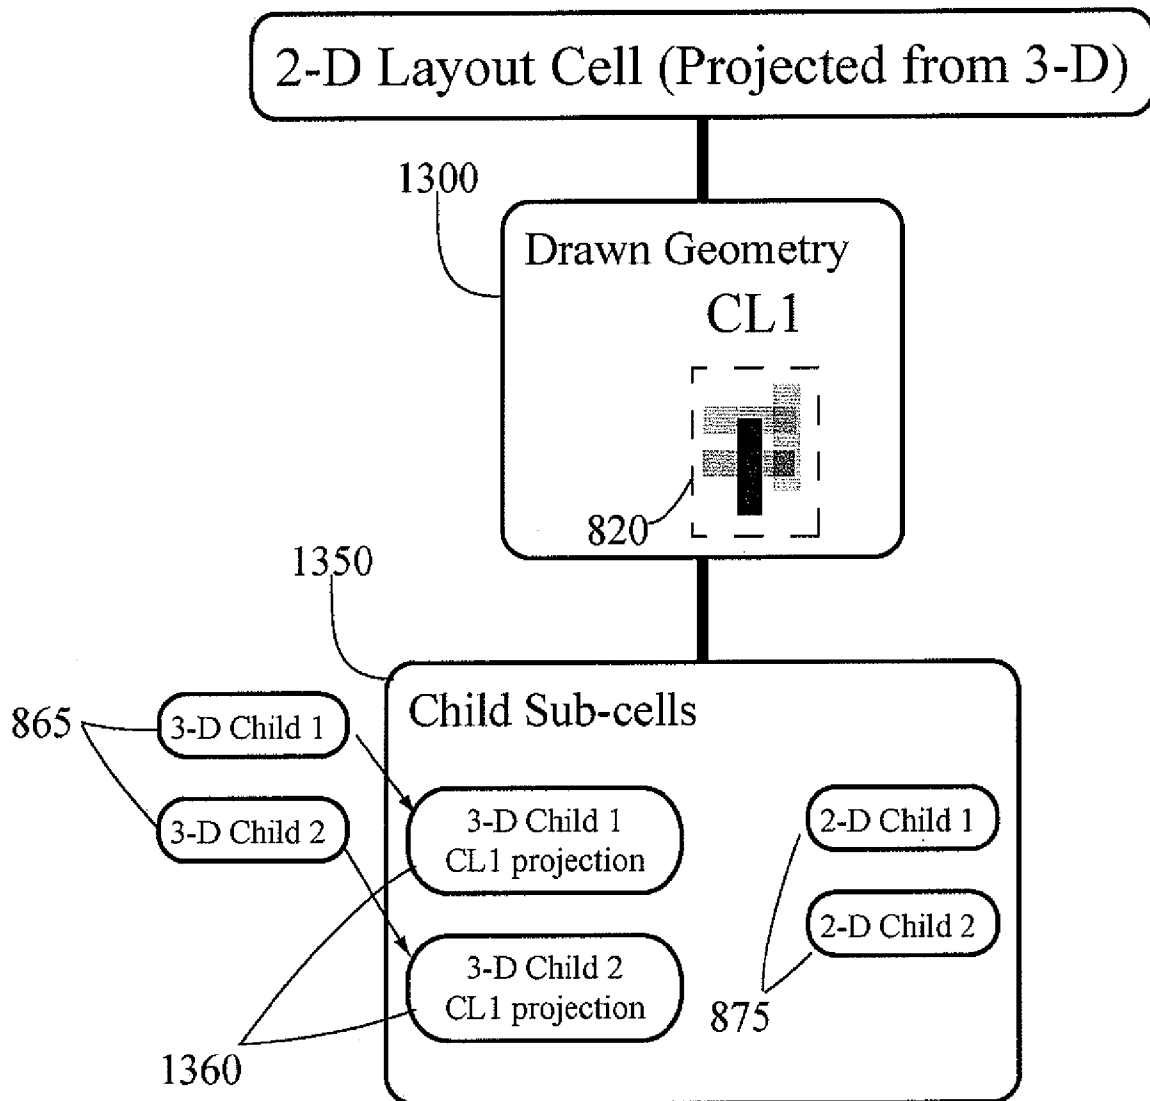 2-D Layout Cell (Projected from 3-D)
1300
Drawn Geometry
CL1
820
1350
Child Sub-cells
865
3-D Child 1
3-D Child 2
3-D Child 1
CL1 projection
3-D Child 2
CL1 projection
2-D Child 1
2-D Child 2
875
1360